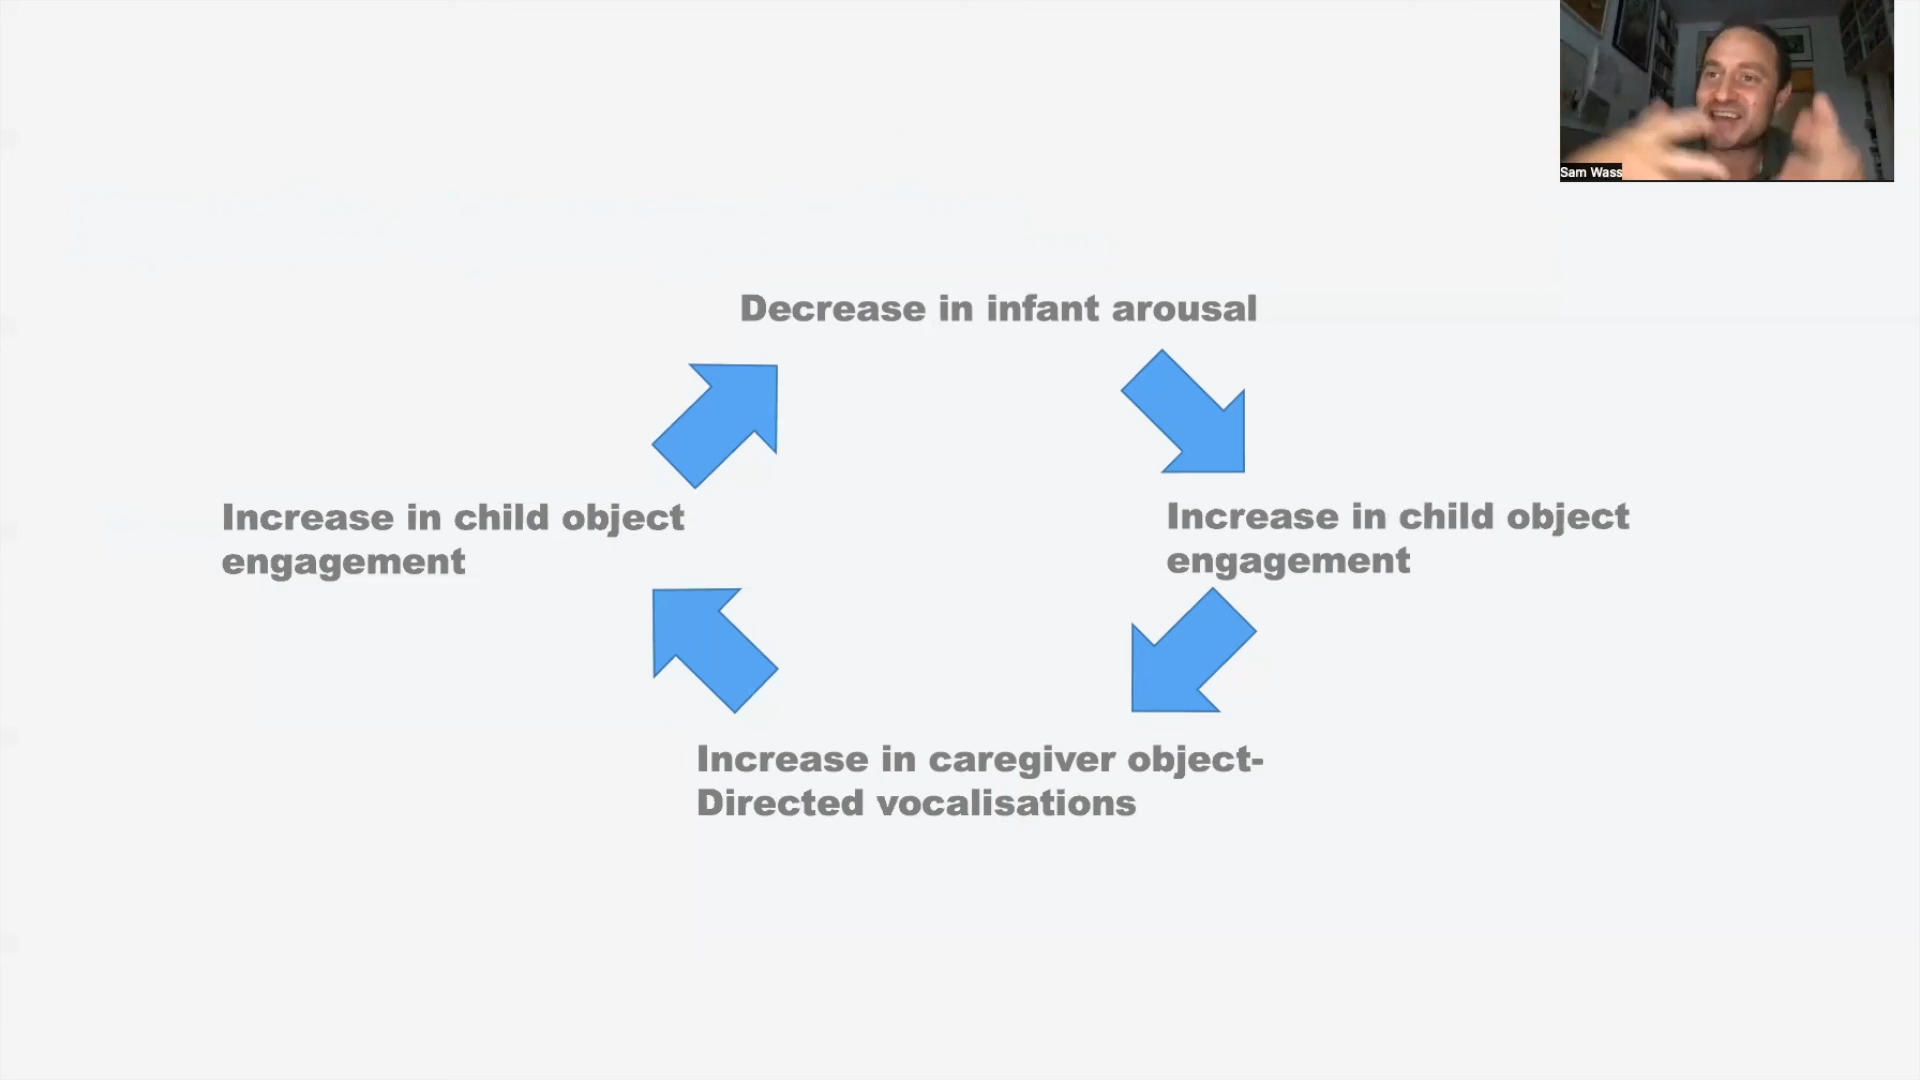 Sam Wass
Decrease in infant arousal
Increase in child object
engagement
Increase in child object
engagement
Increase in caregiver object-
Directed vocalisations